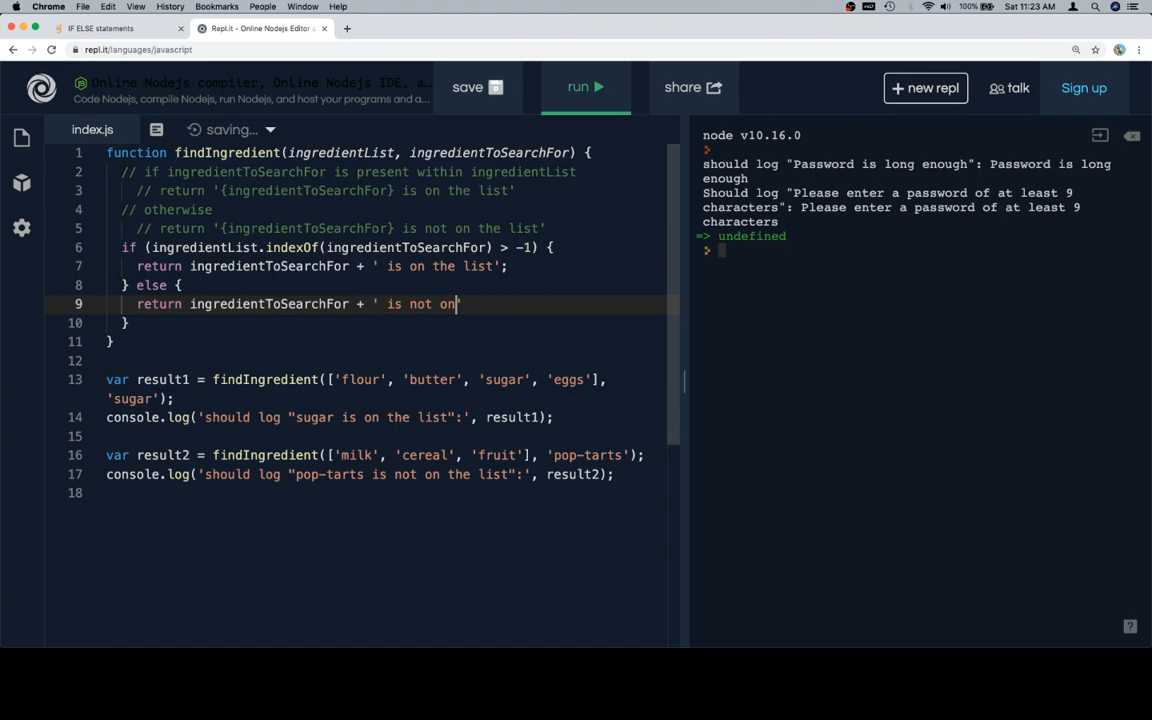 Chrome File Edit View History Bookmarks People Window Help 100% Sat 11:23 AM
IF ELSE statements Repl.it - Online Nodejs Editor
repl.it/languages/javascript
Online Nodejs compiler, Online Nodejs IDE, a...
Code Nodejs, compile Nodejs, run Nodejs, and host your programs and a...
save run share + new repl talk Sign up
index.js saving...
1 function findIngredient(ingredientList, ingredientToSearchFor) {
2 // if ingredientToSearchFor is present within ingredientList
3 // return '{ingredientToSearchFor} is on the list'
4 // otherwise
5 // return '{ingredientToSearchFor} is not on the list'
6 if (ingredientList.indexOf(ingredientToSearchFor) > -1) {
7 return ingredientToSearchFor + ' is on the list';
8 } else {
9 return ingredientToSearchFor + ' is not on'
10 }
11 }
12
13 var result1 = findIngredient(['flour', 'butter', 'sugar', 'eggs'],
'sugar');
14 console.log('should log "sugar is on the list":', result1);
15
16 var result2 = findIngredient(['milk', 'cereal', 'fruit'], 'pop-tarts');
17 console.log('should log "pop-tarts is not on the list":', result2);
18
node v10.16.0
should log "Password is long enough": Password is long
enough
Should log "Please enter a password of at least 9
characters": Please enter a password of at least 9
characters
=> undefined
?